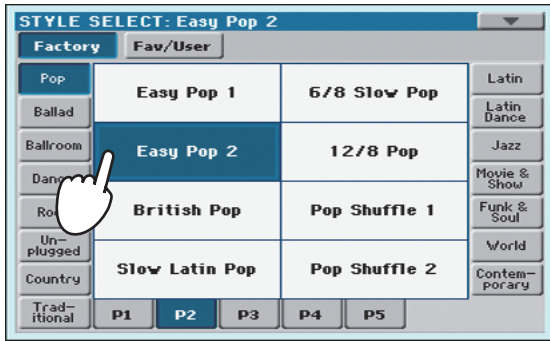 STYLE SELECT: Easy Pop 2
Factory Fav/User
Pop
Ballad
Ballroom
Un-
plugged
Country
Trad-
itional
Easy Pop 1
6/8 Slow Pop
Easy Pop 2
12/8 Pop
British Pop
Pop Shuffle 1
Slow Latin Pop
Pop Shuffle 2
Latin
Latin
Dance
Jazz
Movie &
Show
Funk &
Soul
World
Contem-
porary
P1 P2 P3 P4 P5